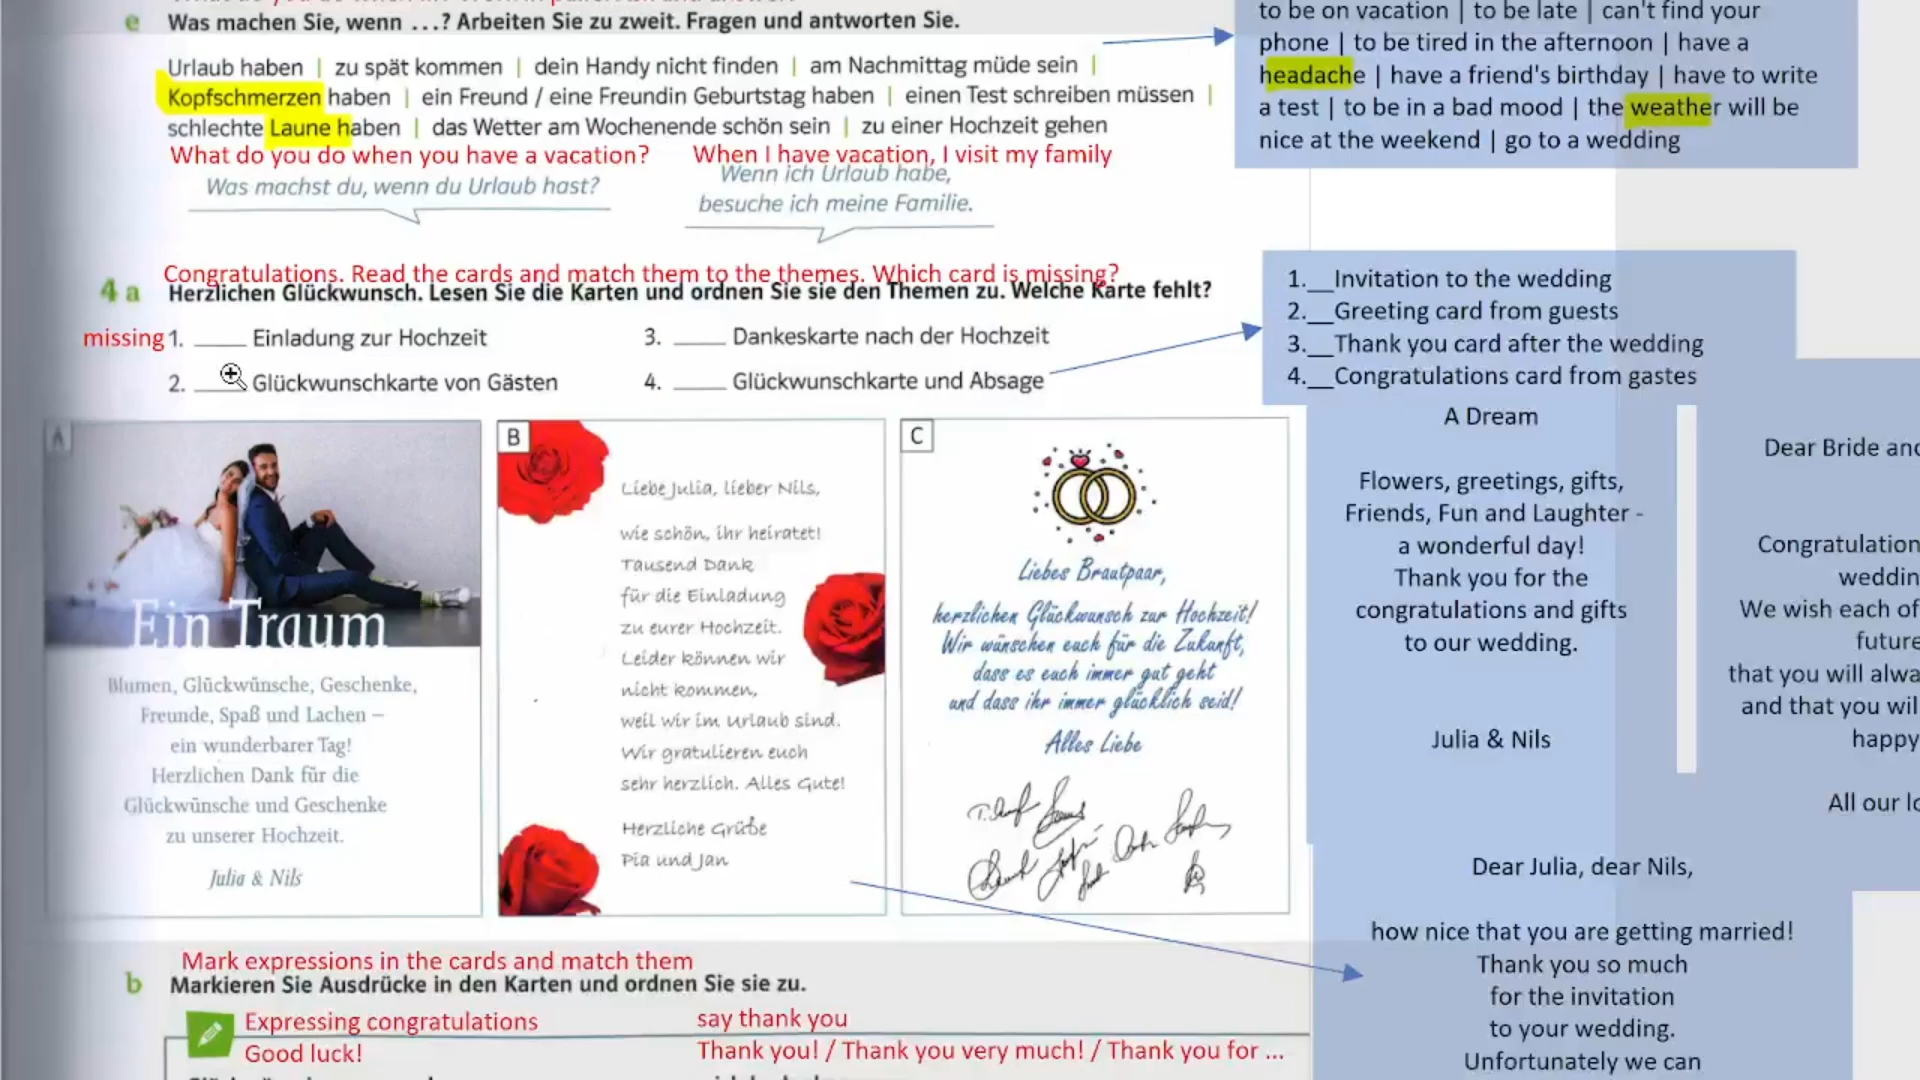 e Was machen Sie, wenn ...? Arbeiten Sie zu zweit. Fragen und antworten Sie.
Urlaub haben | zu spät kommen | dein Handy nicht finden | am Nachmittag müde sein |
Kopfschmerzen haben | ein Freund / eine Freundin Geburtstag haben | einen Test schreiben müssen |
schlechte Laune haben | das Wetter am Wochenende schön sein | zu einer Hochzeit gehen
What do you do when you have a vacation?
When I have vacation, I visit my family
Was machst du, wenn du Urlaub hast?
Wenn ich Urlaub habe,
besuche ich meine Familie.
to be on vacation | to be late | can't find your
phone | to be tired in the afternoon | have a
headache | have a friend's birthday | have to write
a test | to be in a bad mood | the weather will be
nice at the weekend | go to a wedding
Congratulations. Read the cards and match them to the themes. Which card is missing?
4 a Herzlichen Glückwunsch. Lesen Sie die Karten und ordnen Sie sie den Themen zu. Welche Karte fehlt?
missing 1. ____ Einladung zur Hochzeit
2. ____ Glückwunschkarte von Gästen
3. ____ Dankeskarte nach der Hochzeit
4. ____ Glückwunschkarte und Absage
1.__Invitation to the wedding
2.__Greeting card from guests
3.__Thank you card after the wedding
4.__Congratulations card from gastes
A
Ein Traum
Blumen, Glückwünsche, Geschenke,
Freunde, Spaß und Lachen –
ein wunderbarer Tag!
Herzlichen Dank für die
Glückwünsche und Geschenke
zu unserer Hochzeit.
Julia & Nils
B
Liebe Julia, lieber Nils,
wie schön, ihr heiratet!
Tausend Dank
für die Einladung
zu eurer Hochzeit.
Leider können wir
nicht kommen,
weil wir im Urlaub sind.
Wir gratulieren euch
sehr herzlich. Alles Gute!
Herzliche Grüße
Pia und Jan
C
Liebes Brautpaar,
herzlichen Glückwunsch zur Hochzeit!
Wir wünschen euch für die Zukunft,
dass es euch immer gut geht
und dass ihr immer glücklich seid!
Alles Liebe
A Dream
Flowers, greetings, gifts,
Friends, Fun and Laughter -
a wonderful day!
Thank you for the
congratulations and gifts
to our wedding.
Julia & Nils
Dear Bride and
Congratulation
weddin
We wish each of
future
that you will alwa
and that you wil
happy
All our lo
Dear Julia, dear Nils,
how nice that you are getting married!
Thank you so much
for the invitation
to your wedding.
Unfortunately we can
Mark expressions in the cards and match them
b Markieren Sie Ausdrücke in den Karten und ordnen Sie sie zu.
Expressing congratulations
Good luck!
say thank you
Thank you! / Thank you very much! / Thank you for ...